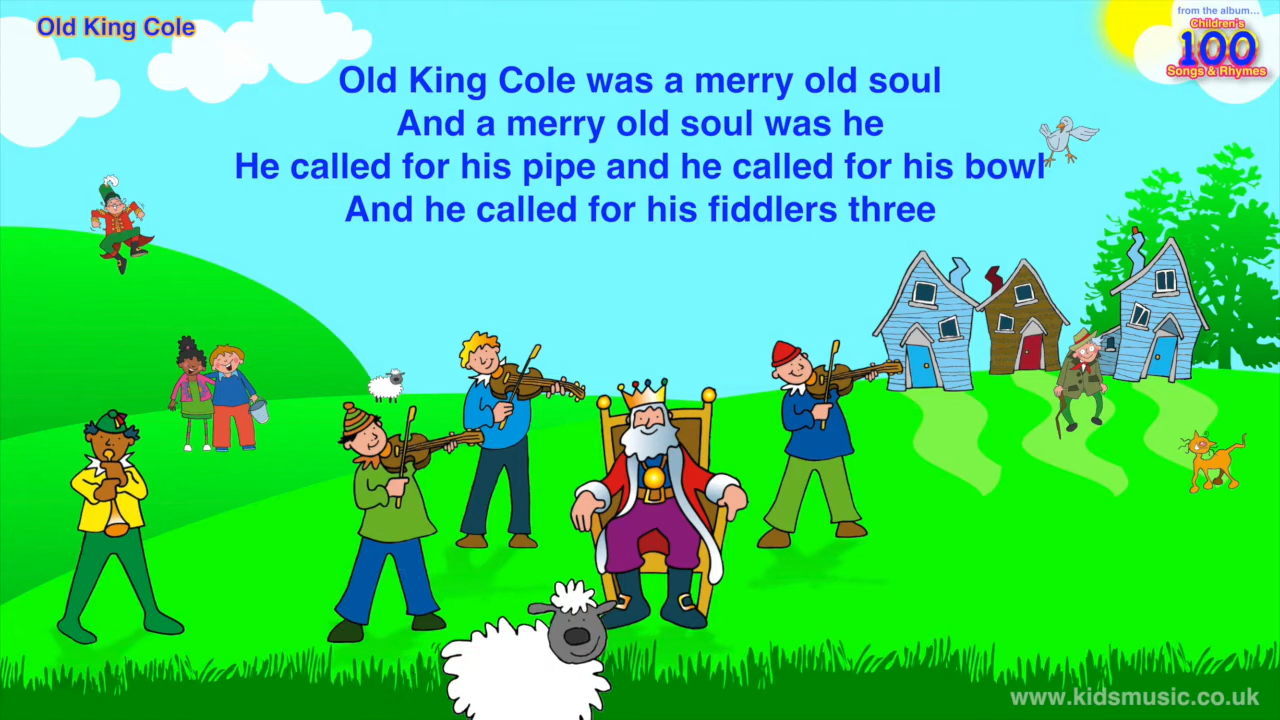 Old King Cole
from the album...
Children's
100
Songs & Rhymes
Old King Cole was a merry old soul
And a merry old soul was he
He called for his pipe and he called for his bowl
And he called for his fiddlers three
www.kidsmusic.co.uk